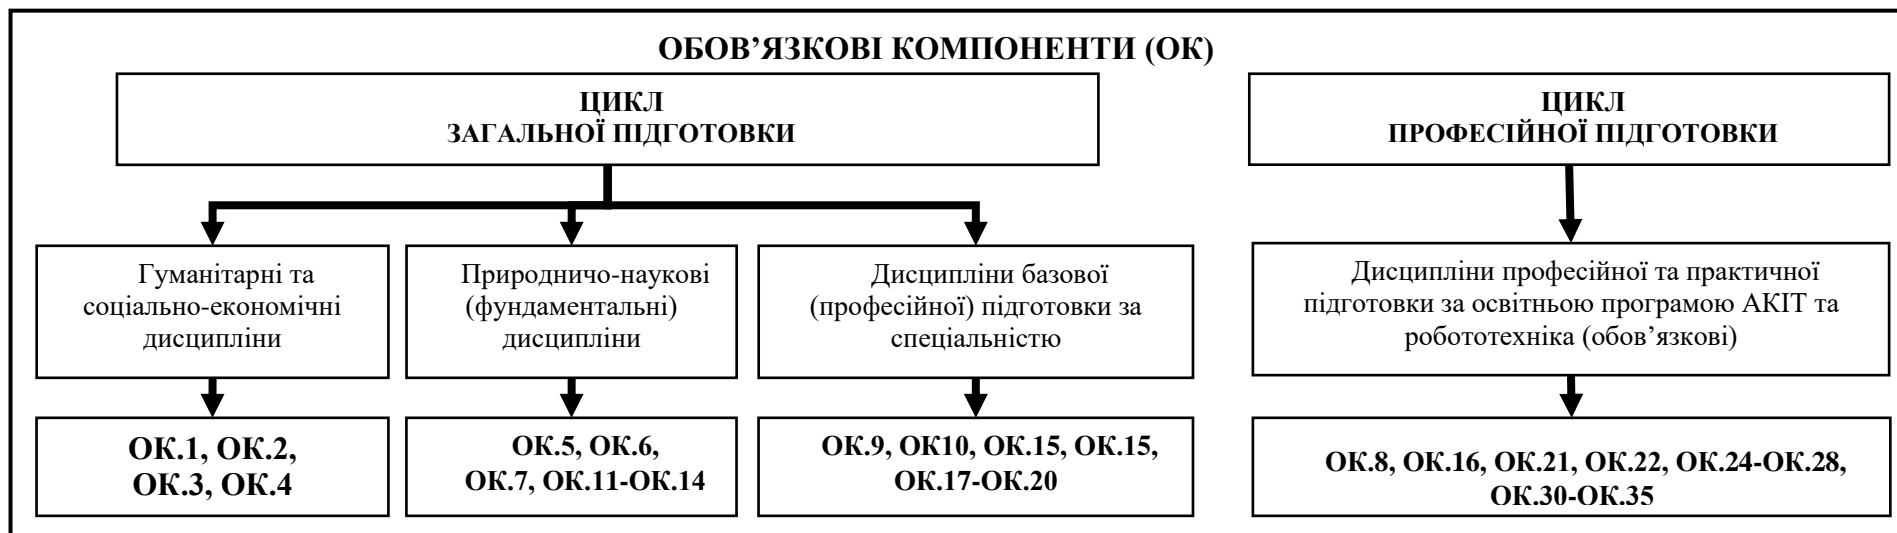 ОБОВ’ЯЗКОВІ КОМПОНЕНТИ (ОК)
ЦИКЛ
ЗАГАЛЬНОЇ ПІДГОТОВКИ
ЦИКЛ
ПРОФЕСІЙНОЇ ПІДГОТОВКИ
Гуманітарні та
соціально-економічні
дисципліни
Природничо-наукові
(фундаментальні)
дисципліни
Дисципліни базової
(професійної) підготовки за
спеціальністю
Дисципліни професійної та практичної
підготовки за освітньою програмою АКІТ та
робототехніка (обов’язкові)
ОК.1, ОК.2,
ОК.3, ОК.4
ОК.5, ОК.6,
ОК.7, ОК.11-ОК.14
ОК.9, ОК10, ОК.15, ОК.15,
ОК.17-ОК.20
ОК.8, ОК.16, ОК.21, ОК.22, ОК.24-ОК.28,
ОК.30-ОК.35